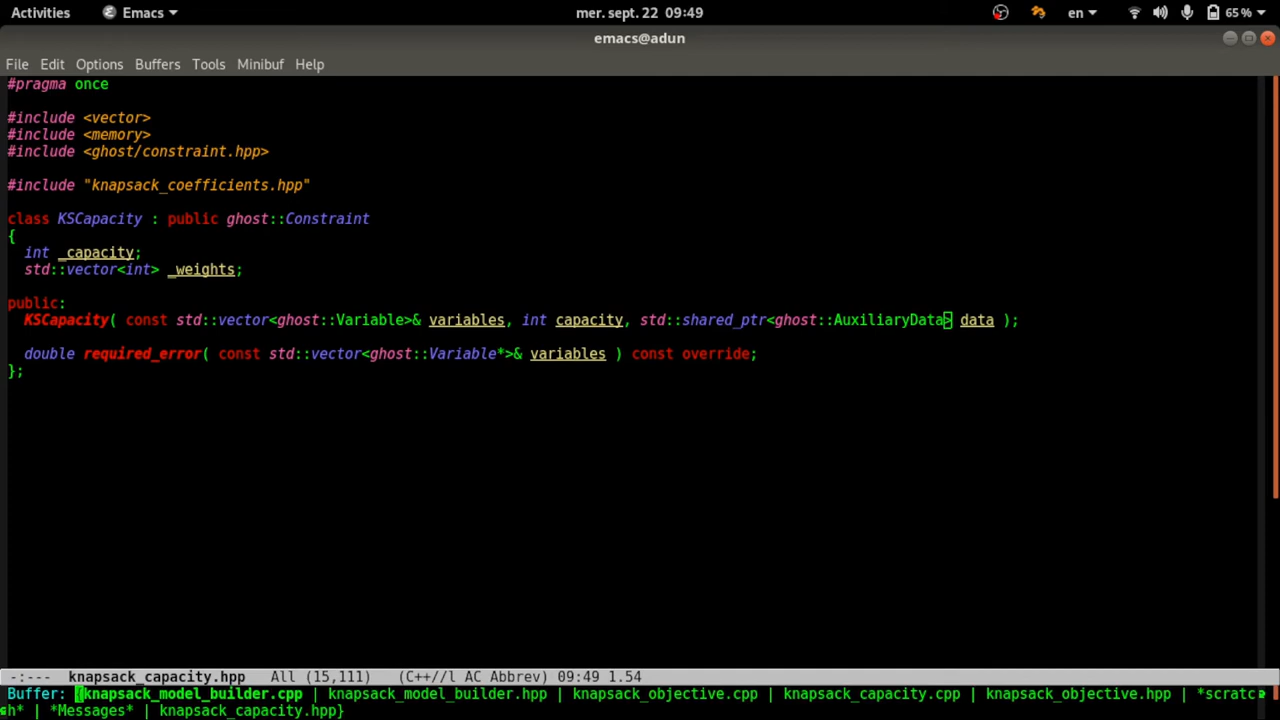 Activities Emacs mer. sept. 22 09:49 en 65 %
emacs@adun
File Edit Options Buffers Tools Minibuf Help
#pragma once
#include <vector>
#include <memory>
#include <ghost/constraint.hpp>
#include "knapsack_coefficients.hpp"
class KSCapacity : public ghost::Constraint
{
int _capacity;
std::vector<int> _weights;
public:
KSCapacity( const std::vector<ghost::Variable>& variables, int capacity, std::shared_ptr<ghost::AuxiliaryData> data );
double required_error( const std::vector<ghost::Variable*>& variables ) const override;
};
-:--- knapsack_capacity.hpp All (15,111) (C++//l AC Abbrev) 09:49 1.54
Buffer: {knapsack_model_builder.cpp | knapsack_model_builder.hpp | knapsack_objective.cpp | knapsack_capacity.cpp | knapsack_objective.hpp | *scratc
h* | *Messages* | knapsack_capacity.hpp}